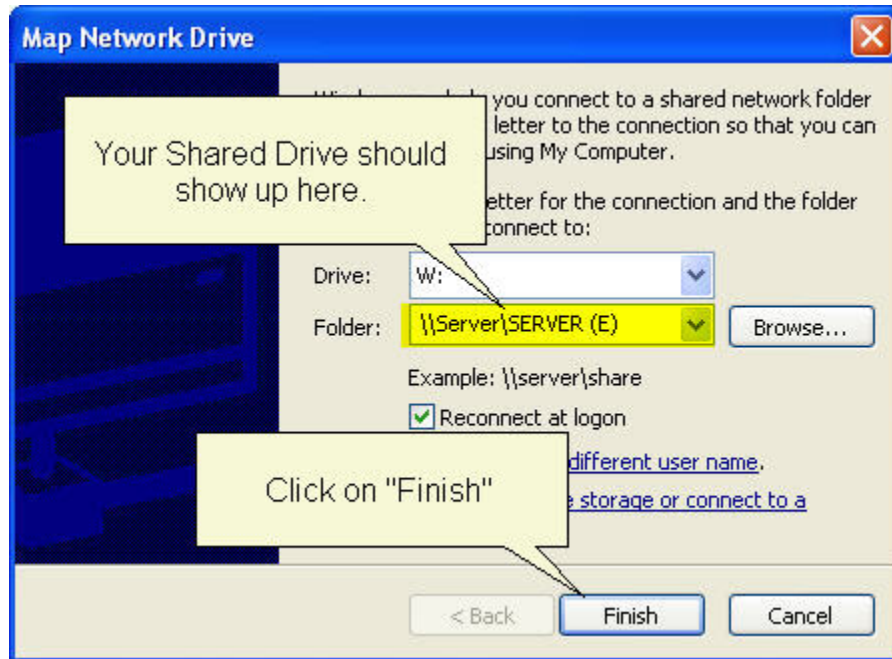 Map Network Drive
you connect to a shared network folder
letter to the connection so that you can
using My Computer.
Your Shared Drive should
show up here.
etter for the connection and the folder
connect to:
Drive: W:
Folder: \\Server\SERVER (E) Browse...
Example: \\server\share
Reconnect at logon
different user name.
Click on "Finish"
e storage or connect to a
< Back Finish Cancel